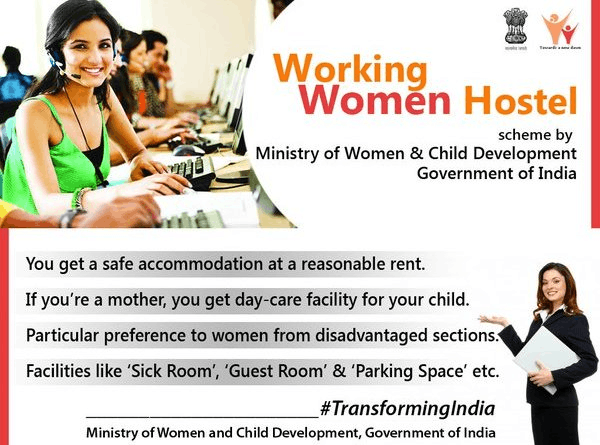 Towards a new dawn
Working
Women Hostel
scheme by
Ministry of Women & Child Development
Government of India
You get a safe accommodation at a reasonable rent.
If you're a mother, you get day-care facility for your child.
Particular preference to women from disadvantaged sections.
Facilities like 'Sick Room', 'Guest Room' & 'Parking Space' etc.
#TransformingIndia
Ministry of Women and Child Development, Government of India